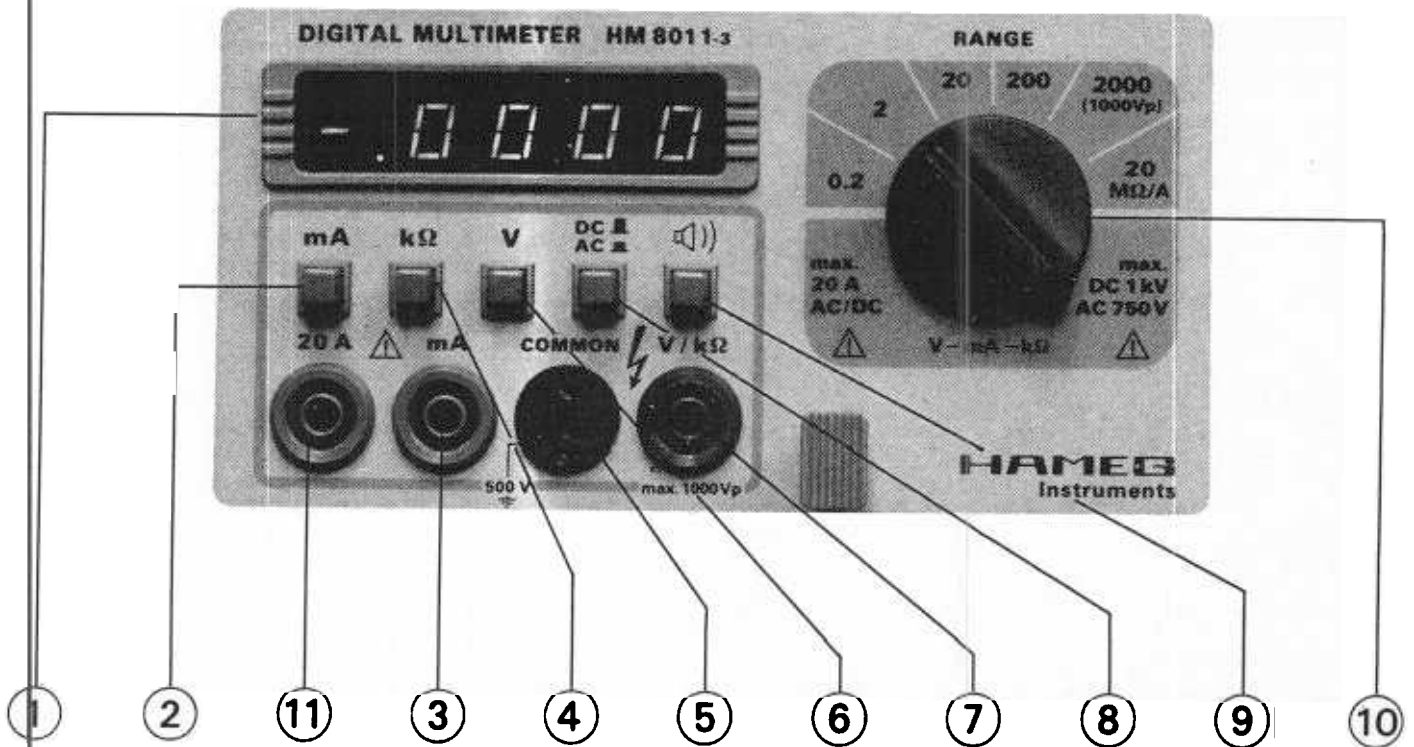 DIGITAL MULTIMETER HM 8011-3
RANGE
- .0000
0.2
2
20
200
2000
(1000Vp)
20
MΩ/A
mA
kΩ
V
DC
AC
max.
20 A
AC/DC
max.
DC 1kV
AC 750V
V-mA-kΩ
20 A
mA
COMMON
V/kΩ
500 V
max. 1000Vp
HAMEG
Instruments
1
2
11
3
4
5
6
7
8
9
10